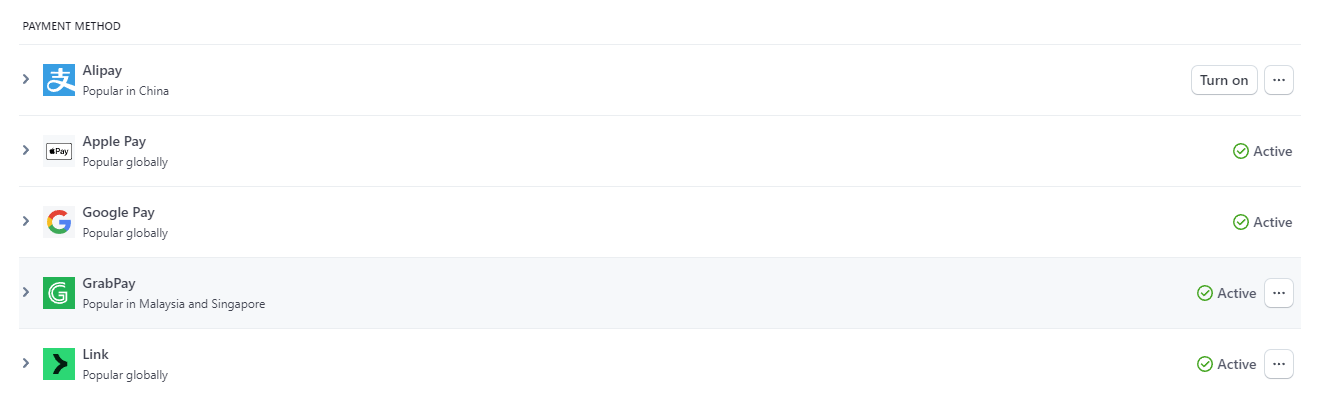 PAYMENT METHOD
支
Alipay
Popular in China
Turn on
Pay
Apple Pay
Popular globally
Active
G
Google Pay
Popular globally
Active
G
GrabPay
Popular in Malaysia and Singapore
Active
Link
Popular globally
Active